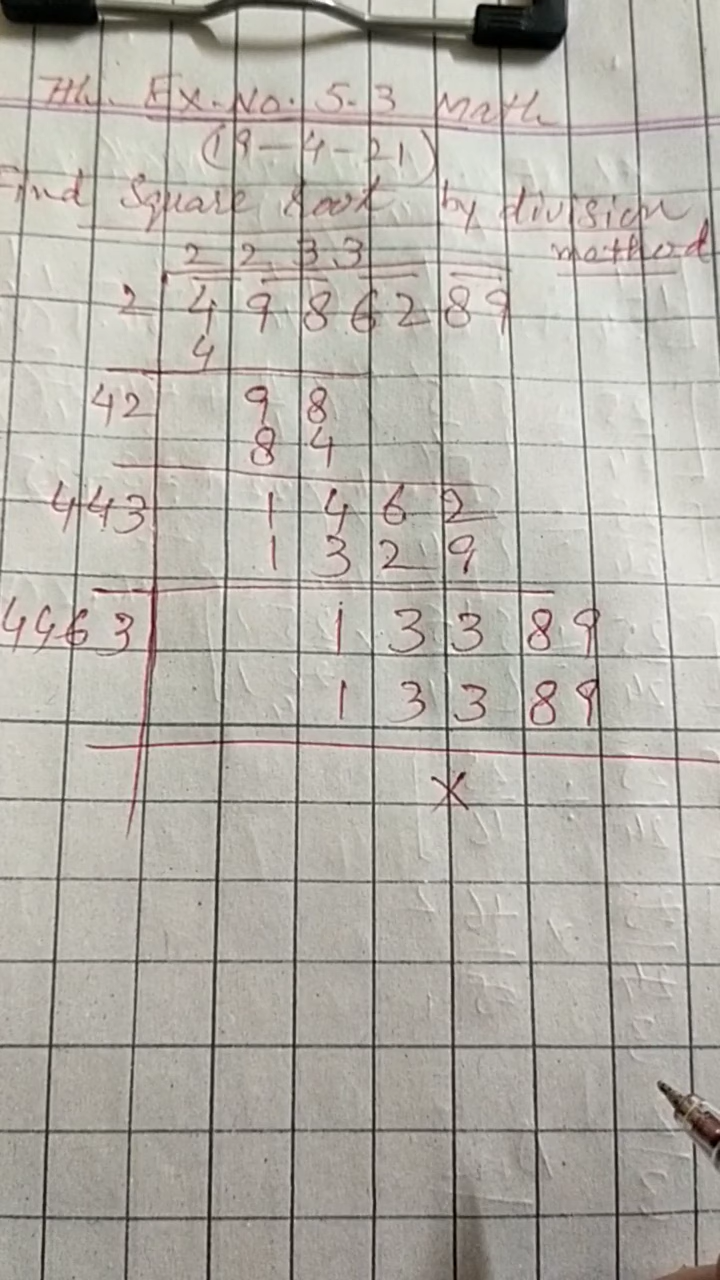 7th. Ex. No. 5.3 Math
(19-4-21)
Find Square Root by division method
2 2 3 3
2 4 9 8 6 2 8 9
4
42 9 8
8 4
443 1 4 6 2
1 3 2 9
4463 1 3 3 8 9
1 3 3 8 9
x